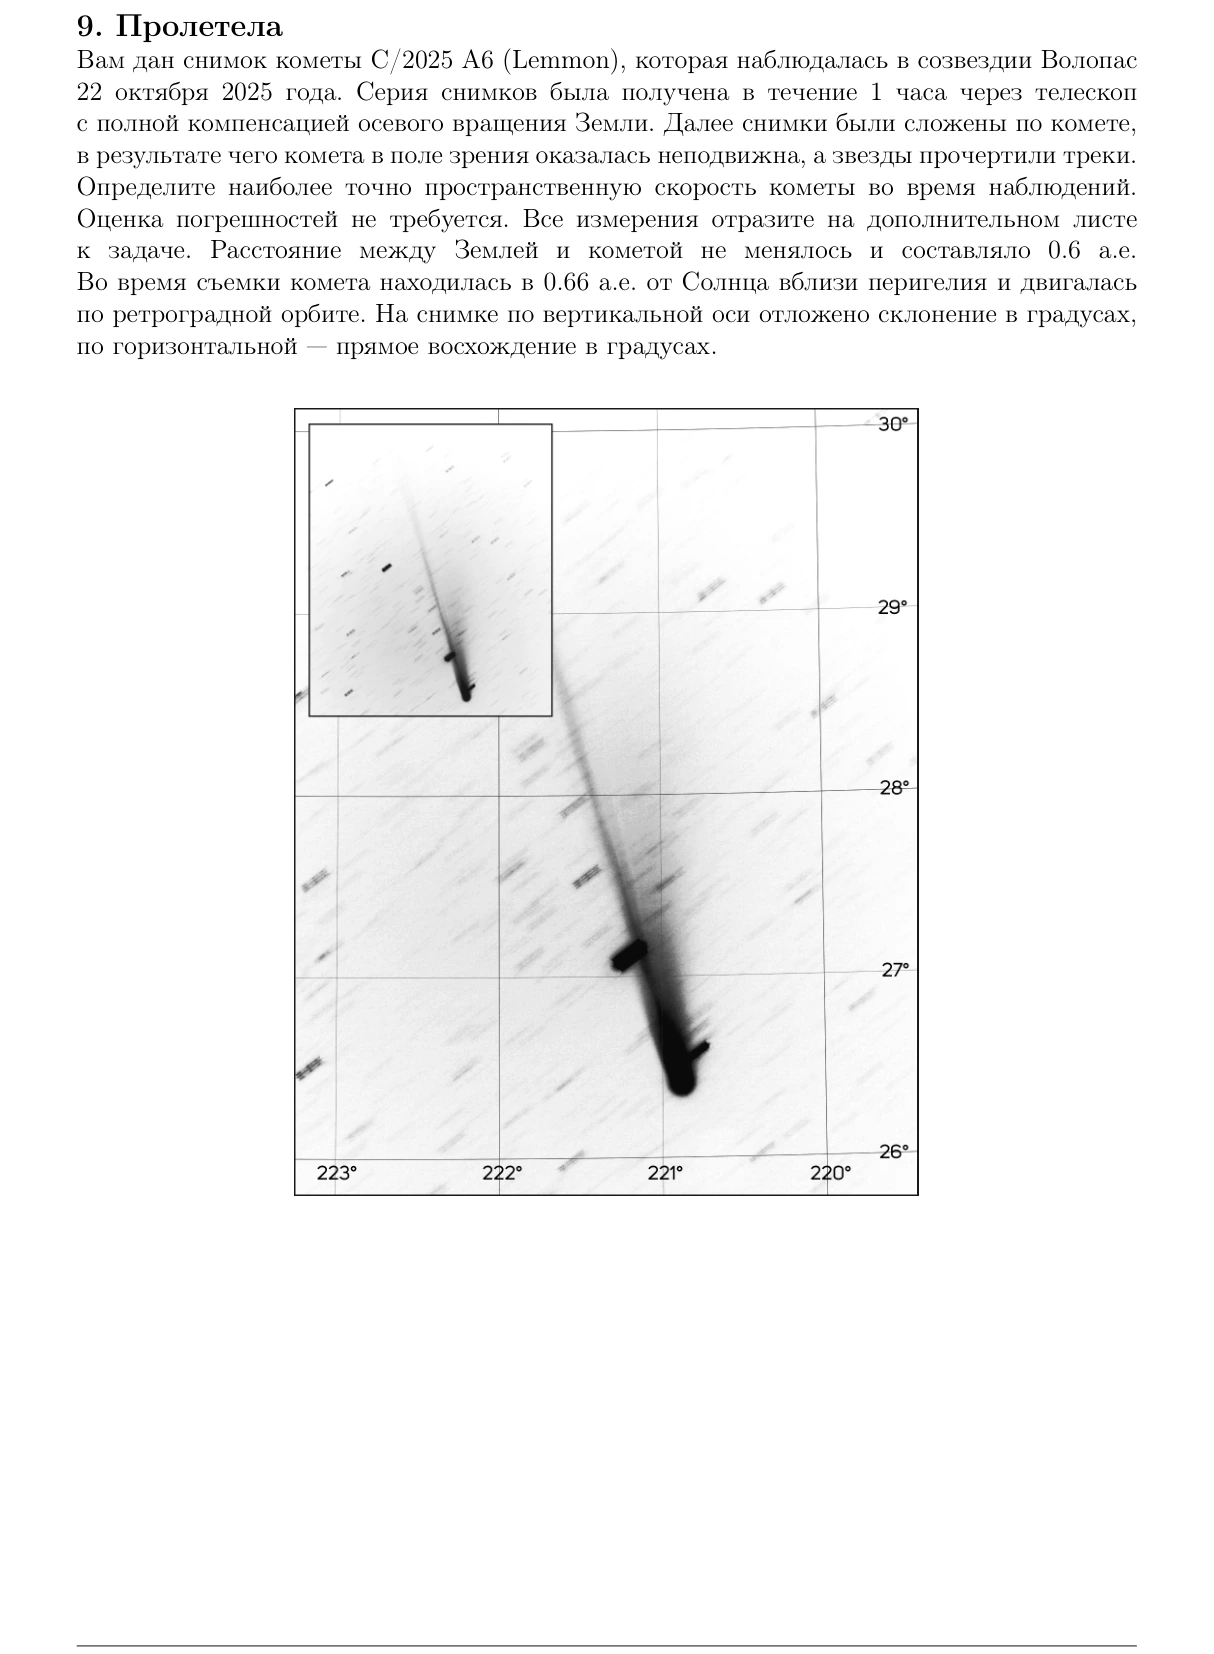 9. Пролетела
Вам дан снимок кометы C/2025 A6 (Lemmon), которая наблюдалась в созвездии Волопас
22 октября 2025 года. Серия снимков была получена в течение 1 часа через телескоп
с полной компенсацией осевого вращения Земли. Далее снимки были сложены по комете,
в результате чего комета в поле зрения оказалась неподвижна, а звезды прочертили треки.
Определите наиболее точно пространственную скорость кометы во время наблюдений.
Оценка погрешностей не требуется. Все измерения отразите на дополнительном листе
к задаче. Расстояние между Землей и кометой не менялось и составляло 0.6 а.е.
Во время съемки комета находилась в 0.66 а.е. от Солнца вблизи перигелия и двигалась
по ретроградной орбите. На снимке по вертикальной оси отложено склонение в градусах,
по горизонтальной — прямое восхождение в градусах.
30°
29°
28°
27°
26°
223° 222° 221° 220°